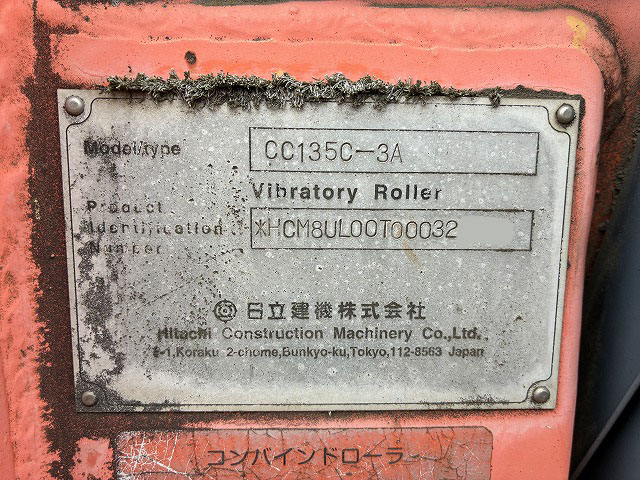 Model/type CC135C-3A
Vibratory Roller
Product
Identification
Number
*HCM8UL00T00032
日立建機株式会社
Hitachi Construction Machinery Co.,Ltd.
5-1,Koraku 2-chome,Bunkyo-ku,Tokyo,112-8563 Japan
コンバインドローラー